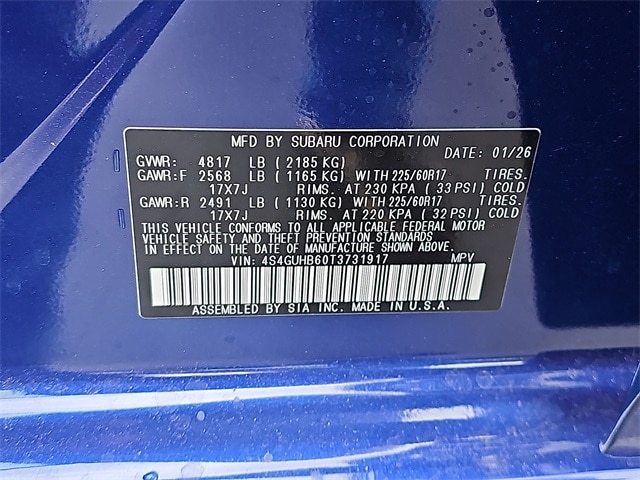 MFD BY SUBARU CORPORATION
GVWR: 4817 LB ( 2185 KG) DATE: 01/26
GAWR:F 2568 LB ( 1165 KG) WITH 225/60R17 TIRES.
17X7J RIMS. AT 230 KPA ( 33 PSI) COLD
GAWR:R 2491 LB ( 1130 KG) WITH 225/60R17 TIRES.
17X7J RIMS. AT 220 KPA ( 32 PSI) COLD
THIS VEHICLE CONFORMS TO ALL APPLICABLE FEDERAL MOTOR
VEHICLE SAFETY AND THEFT PREVENTION STANDARDS
IN EFFECT ON THE DATE OF MANUFACTURE SHOWN ABOVE.
VIN: 4S4GUHB60T3731917 MPV
ASSEMBLED BY SIA INC. MADE IN U.S.A.